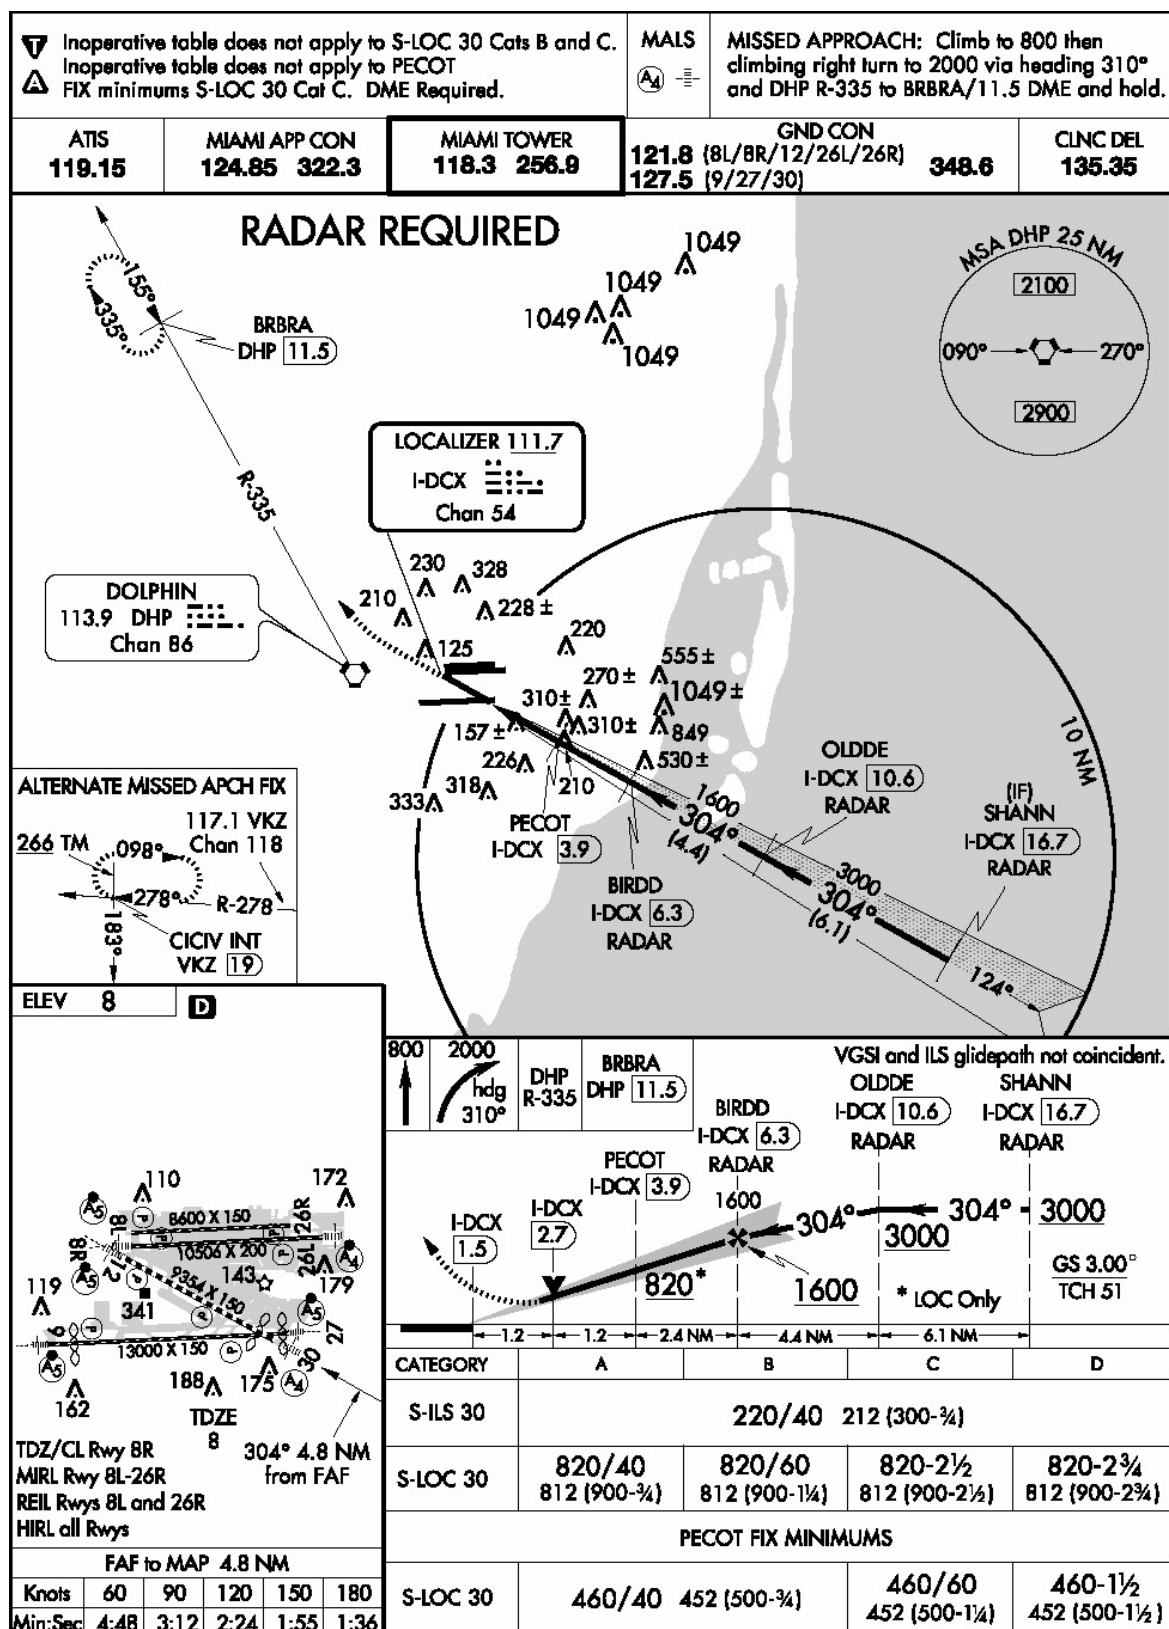 T Inoperative table does not apply to S-LOC 30 Cats B and C.
Inoperative table does not apply to PECOT
A FIX minimums S-LOC 30 Cat C. DME Required.
MALS
A4
MISSED APPROACH: Climb to 800 then
climbing right turn to 2000 via heading 310°
and DHP R-335 to BRBRA/11.5 DME and hold.
ATIS
119.15
MIAMI APP CON
124.85 322.3
MIAMI TOWER
118.3 256.9
GND CON
121.8 (8L/8R/12/26L/26R)
127.5 (9/27/30)
348.6
CLNC DEL
135.35
RADAR REQUIRED
155°
335°
BRBRA
DHP 11.5
R-335
1049
1049
1049
1049
MSA DHP 25 NM
2100
090°
270°
2900
LOCALIZER 111.7
I-DCX
Chan 54
DOLPHIN
113.9 DHP
Chan 86
230
328
210
228 ±
125
220
555 ±
270 ±
1049 ±
310 ±
310 ±
849
157 ±
226
530 ±
318
210
333
10 NM
OLDDE
I-DCX 10.6
RADAR
(IF)
SHANN
I-DCX 16.7
RADAR
PECOT
I-DCX 3.9
BIRDD
I-DCX 6.3
RADAR
1600
304°
(4.4)
3000
304°
(6.1)
124°
ALTERNATE MISSED APCH FIX
117.1 VKZ
Chan 118
266 TM
098°
278°
R-278
183°
CICIV INT
VKZ 19
ELEV 8
D
110
172
A5
8L
8600 X 150
26R
P
P
P
8R
10506 X 200
26L
A4
A5
12
P
9354 X 150
143
179
119
341
A5
P
P
9
13000 X 150
P
27
A5
30
162
188
175
A4
TDZE
8
304° 4.8 NM
from FAF
TDZ/CL Rwy 8R
MIRL Rwy 8L-26R
REIL Rwys 8L and 26R
HIRL all Rwys
FAF to MAP 4.8 NM
Knots 60 90 120 150 180
Min:Sec 4:48 3:12 2:24 1:55 1:36
800
2000
hdg
310°
DHP
R-335
BRBRA
DHP 11.5
VGSI and ILS glidepath not coincident.
OLDDE
I-DCX 10.6
RADAR
SHANN
I-DCX 16.7
RADAR
BIRDD
I-DCX 6.3
RADAR
PECOT
I-DCX 3.9
I-DCX
2.7
I-DCX
1.5
1600
304°
304°
3000
3000
820*
1600
* LOC Only
GS 3.00°
TCH 51
1.2 1.2 2.4 NM 4.4 NM 6.1 NM
CATEGORY A B C D
S-ILS 30 220/40 212 (300-¾)
S-LOC 30
820/40
812 (900-¾)
820/60
812 (900-1¼)
820-2½
812 (900-2½)
820-2¾
812 (900-2¾)
PECOT FIX MINIMUMS
S-LOC 30
460/40 452 (500-¾)
460/60
452 (500-1¼)
460-1½
452 (500-1½)